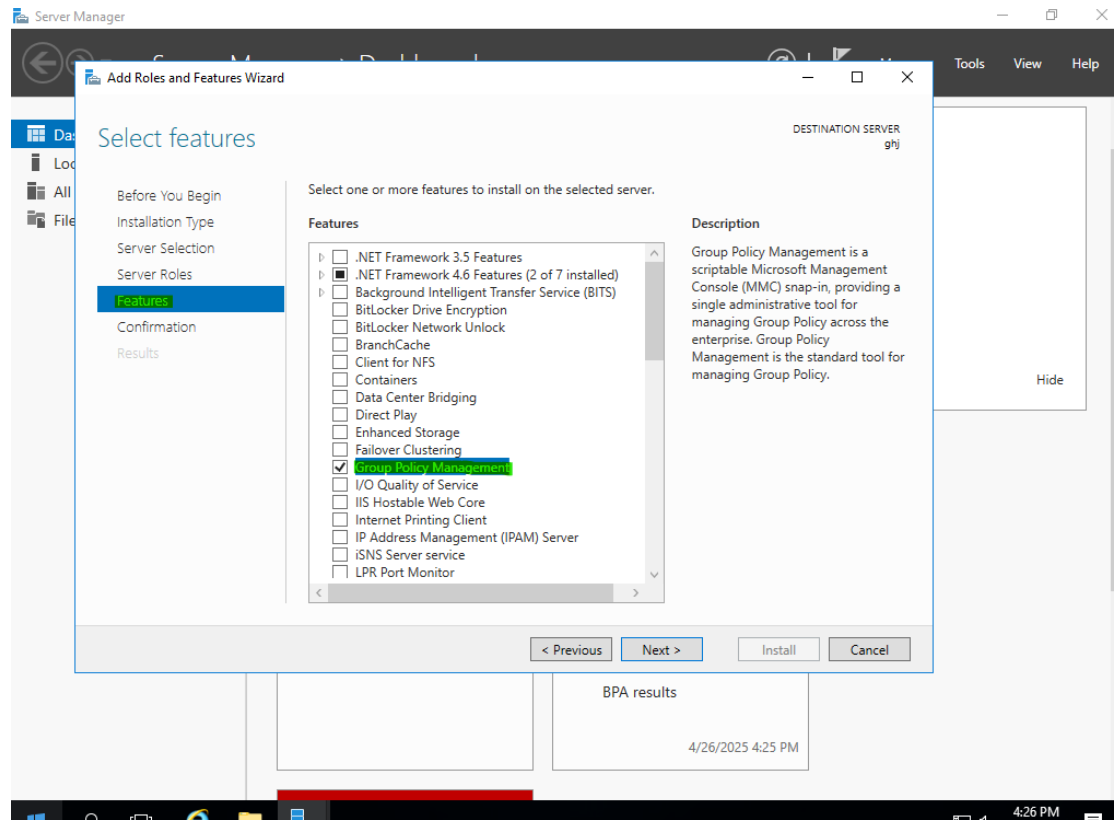 Server Manager
Tools View Help
Add Roles and Features Wizard
Select features
DESTINATION SERVER
ghj
Before You Begin
Installation Type
Server Selection
Server Roles
Features
Confirmation
Results
Select one or more features to install on the selected server.
Features
.NET Framework 3.5 Features
.NET Framework 4.6 Features (2 of 7 installed)
Background Intelligent Transfer Service (BITS)
BitLocker Drive Encryption
BitLocker Network Unlock
BranchCache
Client for NFS
Containers
Data Center Bridging
Direct Play
Enhanced Storage
Failover Clustering
Group Policy Management
I/O Quality of Service
IIS Hostable Web Core
Internet Printing Client
IP Address Management (IPAM) Server
iSNS Server service
LPR Port Monitor
Description
Group Policy Management is a
scriptable Microsoft Management
Console (MMC) snap-in, providing a
single administrative tool for
managing Group Policy across the
enterprise. Group Policy
Management is the standard tool for
managing Group Policy.
< Previous
Next >
Install
Cancel
Das
Loc
All
File
Hide
BPA results
4/26/2025 4:25 PM
4:26 PM